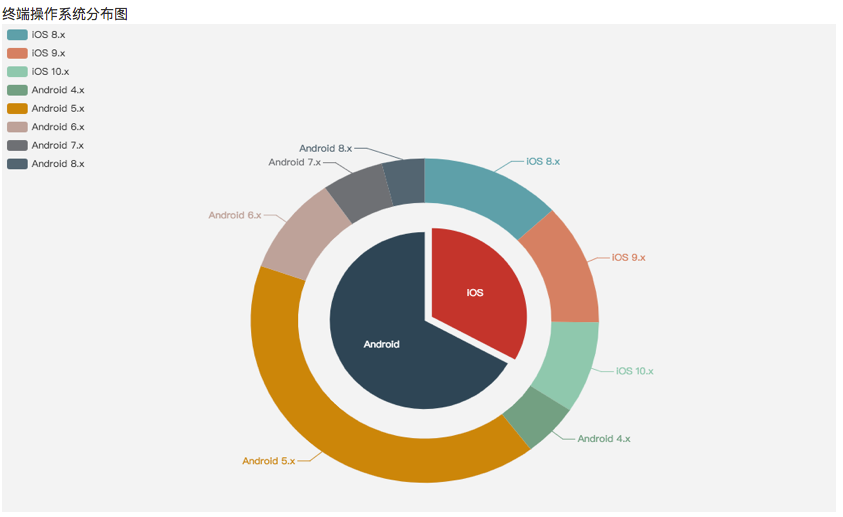 终端操作系统分布图
iOS 8.x
iOS 9.x
iOS 10.x
Android 4.x
Android 5.x
Android 6.x
Android 7.x
Android 8.x
Android 8.x
iOS 8.x
Android 7.x
Android 6.x
iOS 9.x
iOS
Android
iOS 10.x
Android 4.x
Android 5.x